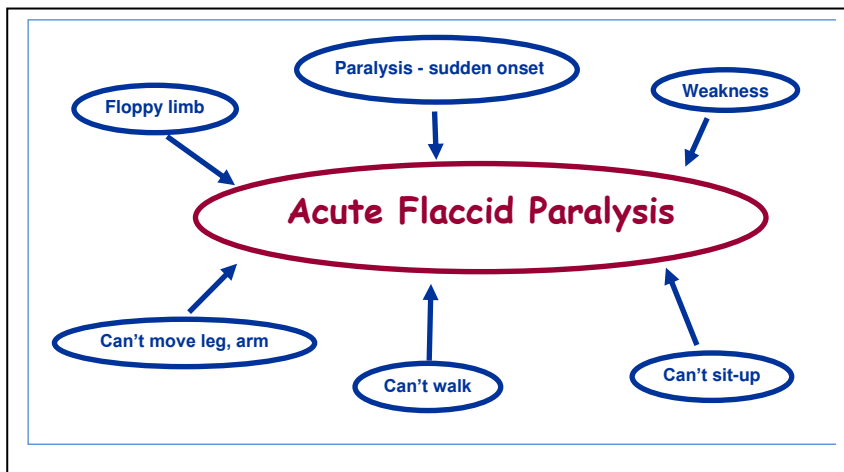 Paralysis - sudden onset
Floppy limb
Weakness
Acute Flaccid Paralysis
Can't move leg, arm
Can't walk
Can't sit-up